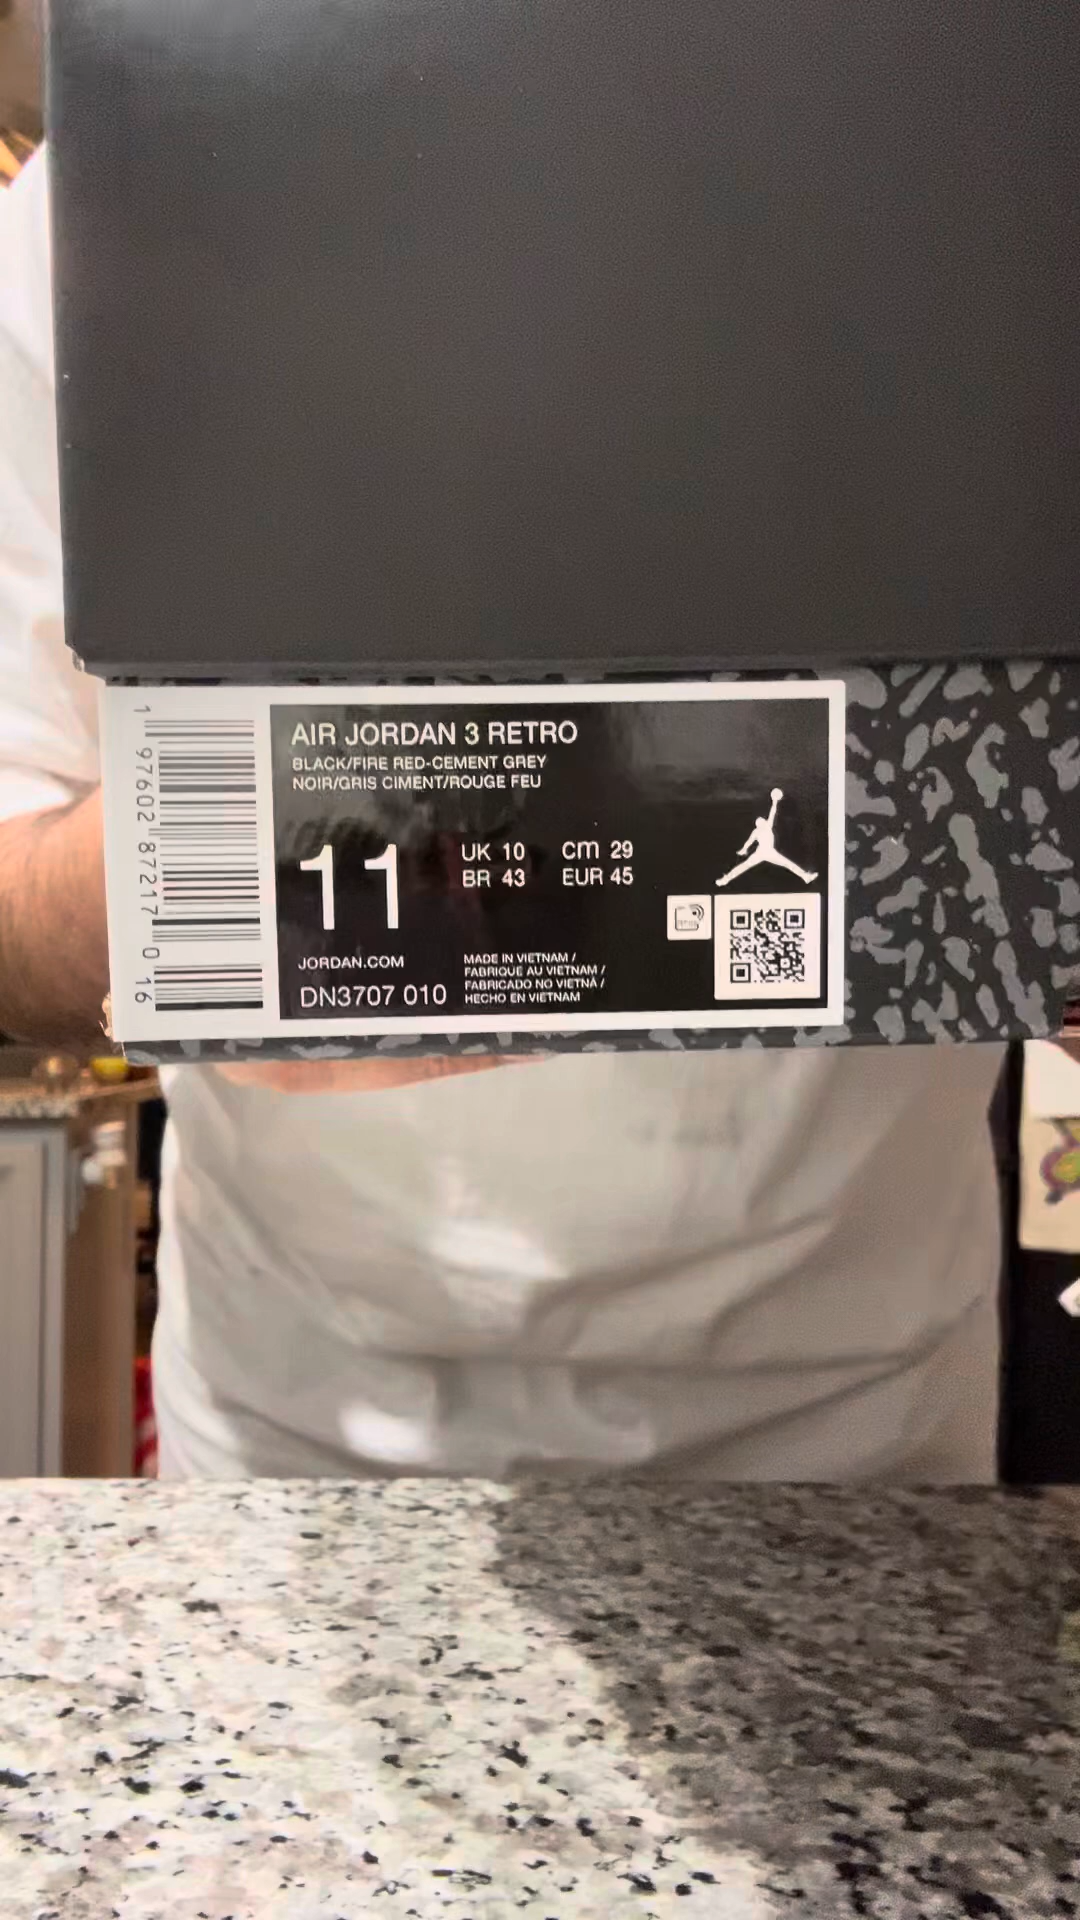 AIR JORDAN 3 RETRO
BLACK/FIRE RED-CEMENT GREY
NOIR/GRIS CIMENT/ROUGE FEU
11
UK 10 cm 29
BR 43 EUR 45
JORDAN.COM
DN3707 010
MADE IN VIETNAM /
FABRIQUÉ AU VIETNAM /
FABRICADO NO VIETNÃ /
HECHO EN VIETNAM
1 97602 87217 0 16